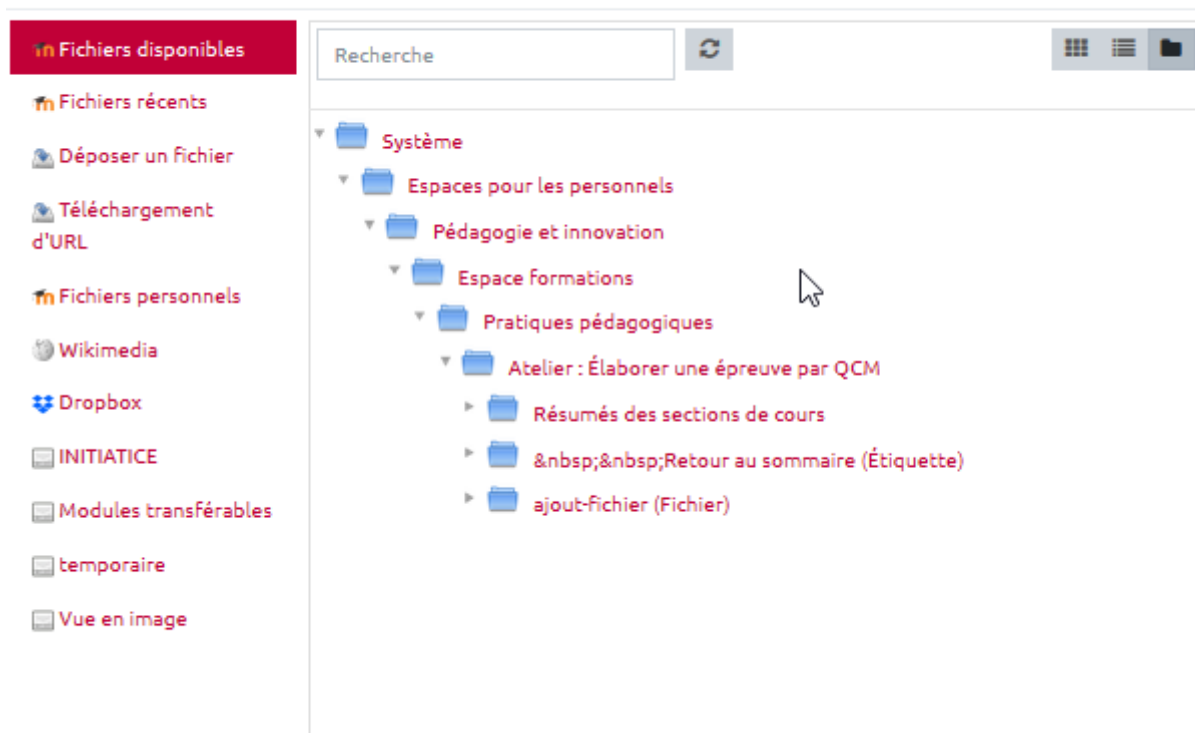 Fichiers disponibles
Fichiers récents
Déposer un fichier
Téléchargement
d'URL
Fichiers personnels
Wikimedia
Dropbox
INITIATICE
Modules transférables
temporaire
Vue en image
Recherche
Système
Espaces pour les personnels
Pédagogie et innovation
Espace formations
Pratiques pédagogiques
Atelier : Élaborer une épreuve par QCM
Résumés des sections de cours
&nbsp;&nbsp;Retour au sommaire (Étiquette)
ajout-fichier (Fichier)